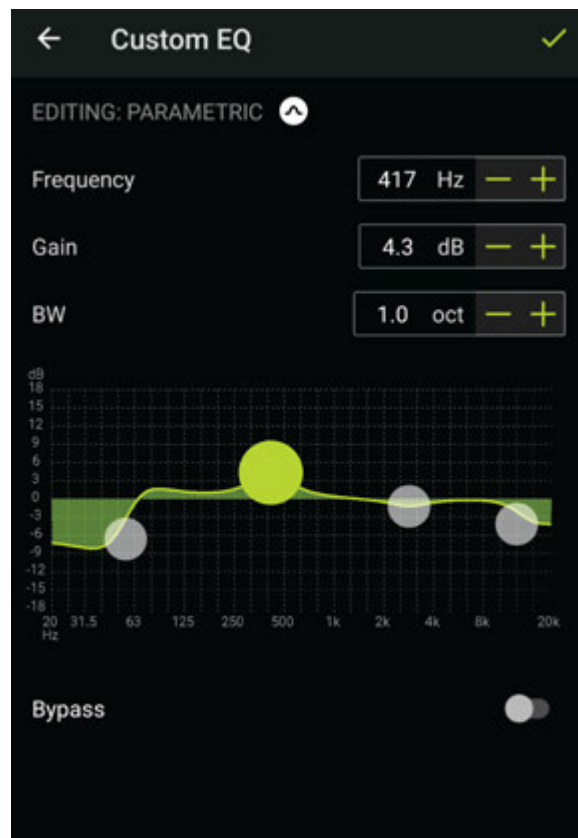 Custom EQ
EDITING: PARAMETRIC
Frequency 417 Hz − +
Gain 4.3 dB − +
BW 1.0 oct − +
dB
18
15
12
9
6
3
0
-3
-6
-9
-12
-15
-18
20 31.5 63 125 250 500 1k 2k 4k 8k 20k
Hz
Bypass